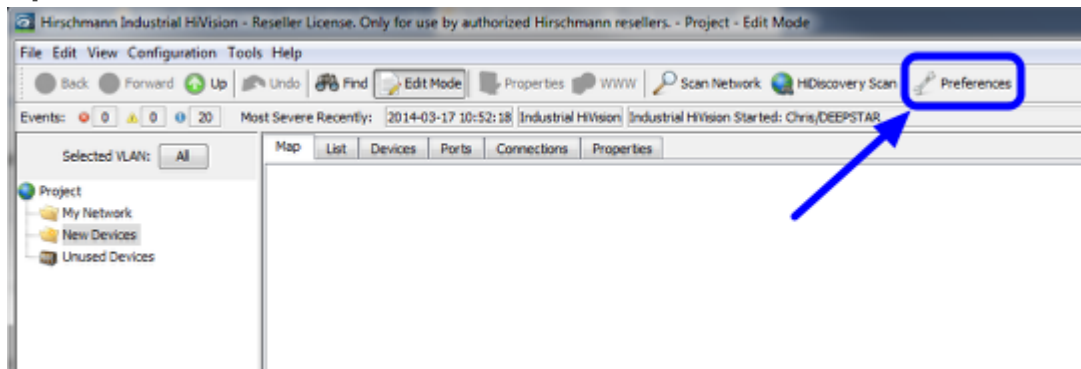 Hirschmann Industrial HiVision - Reseller License. Only for use by authorized Hirschmann resellers. - Project - Edit Mode
File Edit View Configuration Tools Help
Back Forward Up Undo Find Edit Mode Properties WWW Scan Network HiDiscovery Scan Preferences
Events: 0 0 20 Most Severe Recently: 2014-03-17 10:52:18 Industrial HiVision Industrial HiVision Started: Chris/DEEPSTAR
Selected VLAN: All Map List Devices Ports Connections Properties
Project
My Network
New Devices
Unused Devices